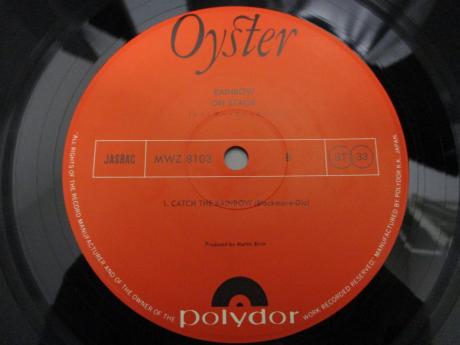 Oyster
RAINBOW
ON STAGE
JASRAC MWZ 8103 B ST 33
1. CATCH THE RAINBOW (Blackmore-Dio)
Produced by Martin Birch
polydor
"ALL RIGHTS OF THE RECORD MANUFACTURER AND OF THE OWNER OF THE WORK RECORDED RESERVED" MANUFACTURED BY POLYDOR K.K., JAPAN.